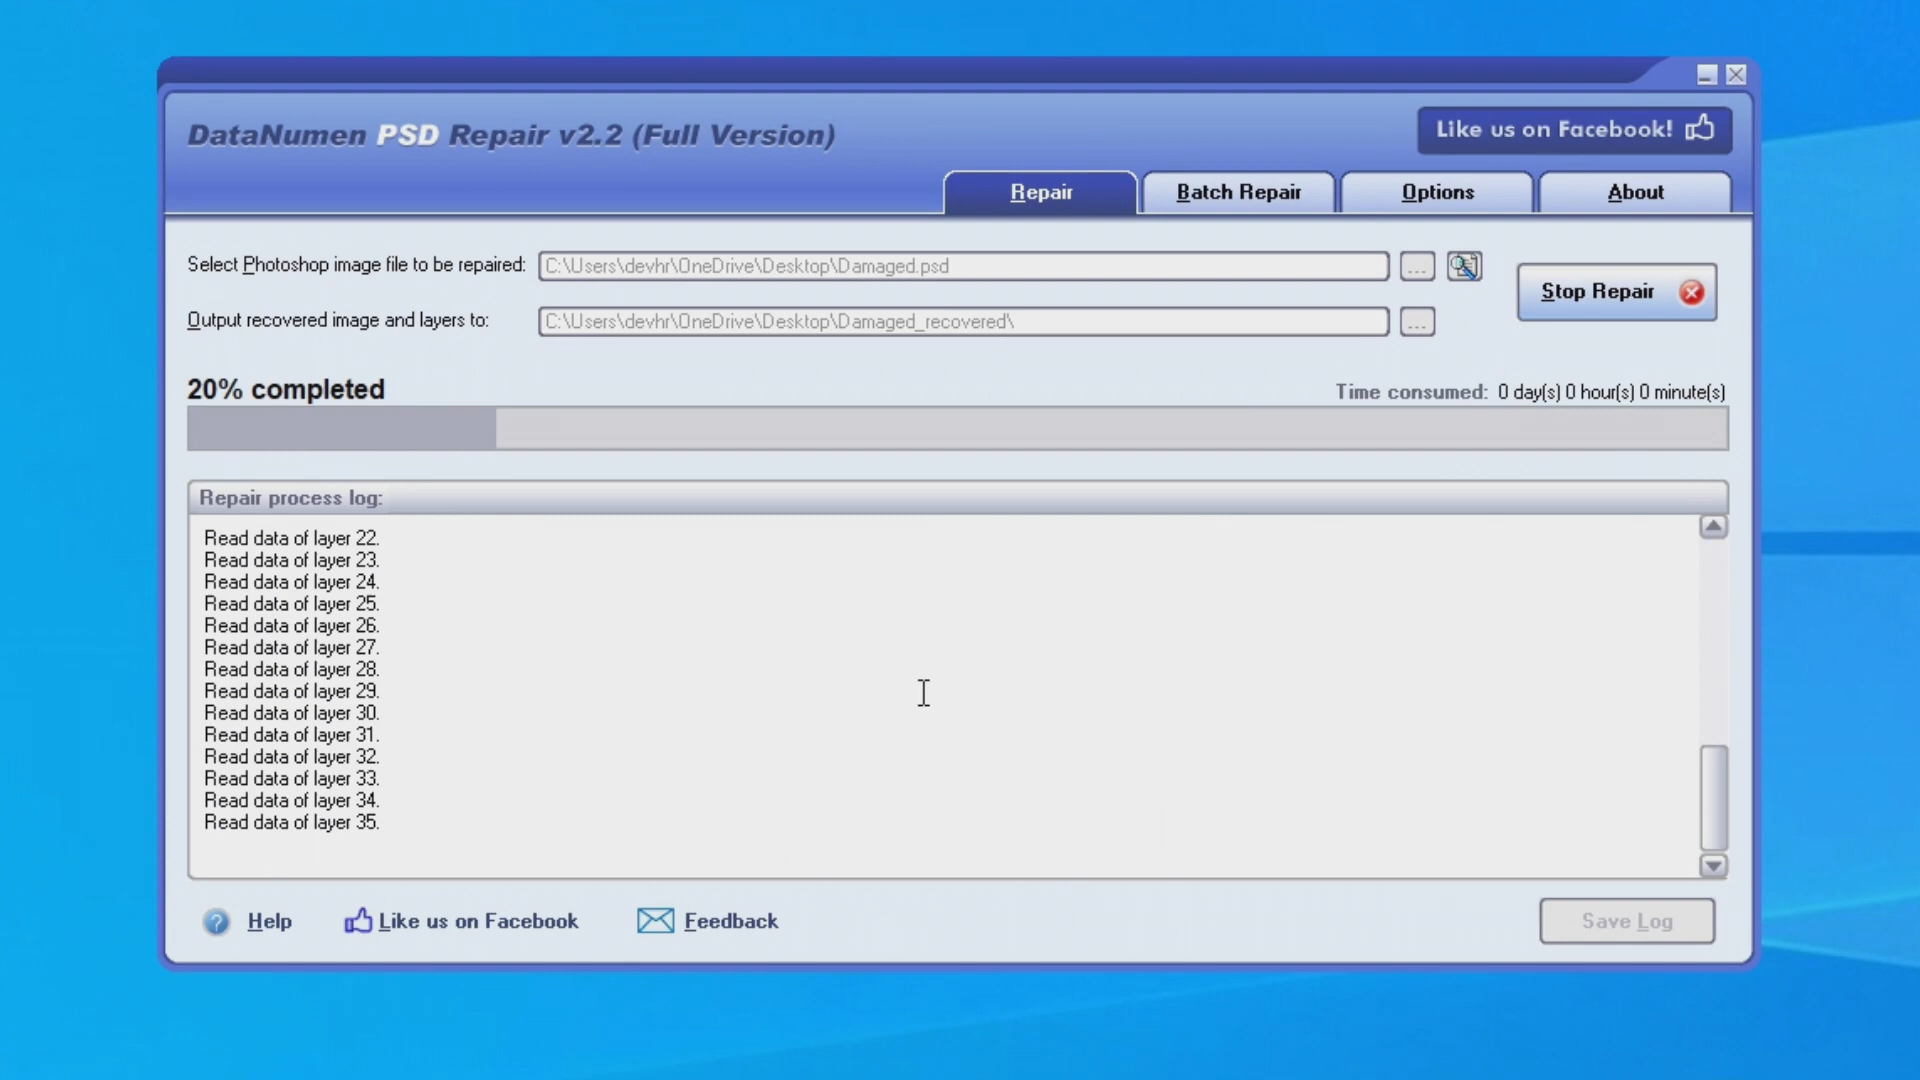 DataNumen PSD Repair v2.2 (Full Version)
Like us on Facebook!
Repair
Batch Repair
Options
About
Select Photoshop image file to be repaired:
C:\Users\devhr\OneDrive\Desktop\Damaged.psd
...
Stop Repair
Output recovered image and layers to:
C:\Users\devhr\OneDrive\Desktop\Damaged_recovered\
...
20% completed
Time consumed: 0 day(s) 0 hour(s) 0 minute(s)
Repair process log:
Read data of layer 22.
Read data of layer 23.
Read data of layer 24.
Read data of layer 25.
Read data of layer 26.
Read data of layer 27.
Read data of layer 28.
Read data of layer 29.
Read data of layer 30.
Read data of layer 31.
Read data of layer 32.
Read data of layer 33.
Read data of layer 34.
Read data of layer 35.
Help
Like us on Facebook
Feedback
Save Log